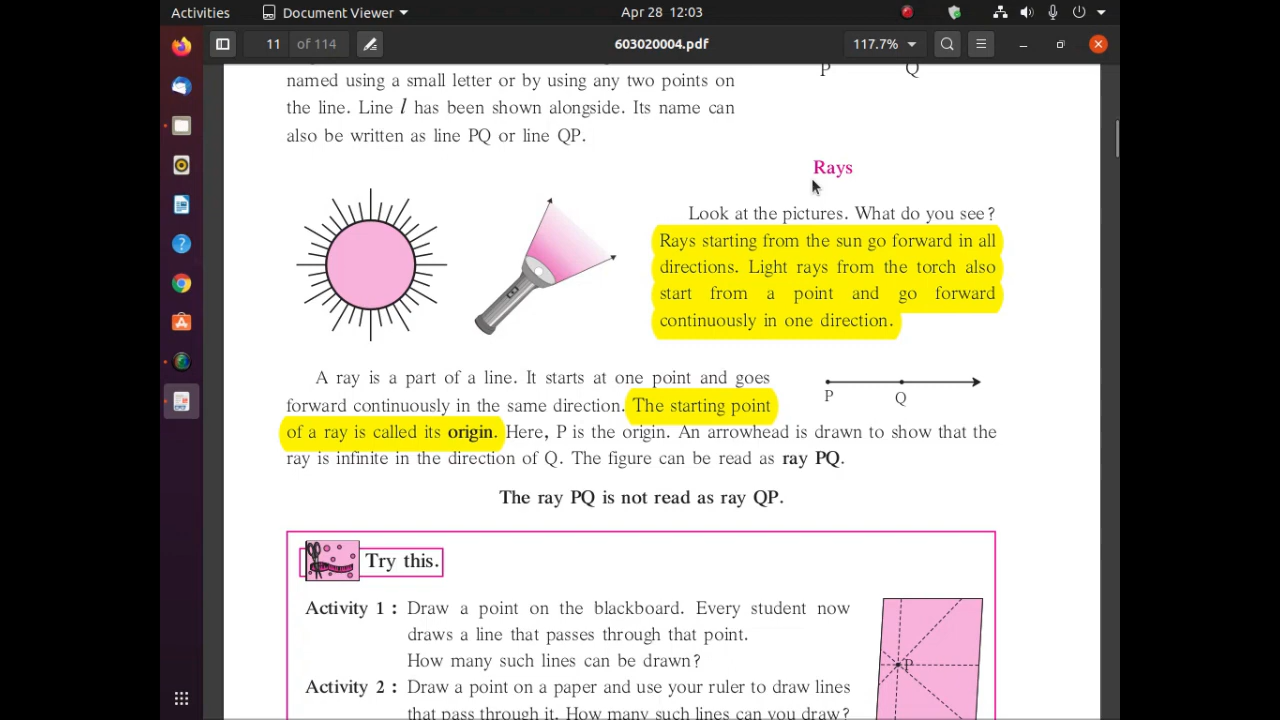 Activities
Document Viewer
Apr 28 12:03
11 of 114
603020004.pdf
117.7%
P Q
named using a small letter or by using any two points on
the line. Line l has been shown alongside. Its name can
also be written as line PQ or line QP.
Rays
Look at the pictures. What do you see?
Rays starting from the sun go forward in all
directions. Light rays from the torch also
start from a point and go forward
continuously in one direction.
A ray is a part of a line. It starts at one point and goes
forward continuously in the same direction. The starting point
P Q
of a ray is called its origin. Here, P is the origin. An arrowhead is drawn to show that the
ray is infinite in the direction of Q. The figure can be read as ray PQ.
The ray PQ is not read as ray QP.
Try this.
Activity 1 : Draw a point on the blackboard. Every student now
draws a line that passes through that point.
How many such lines can be drawn?
P
Activity 2 : Draw a point on a paper and use your ruler to draw lines
that pass through it. How many such lines can you draw?